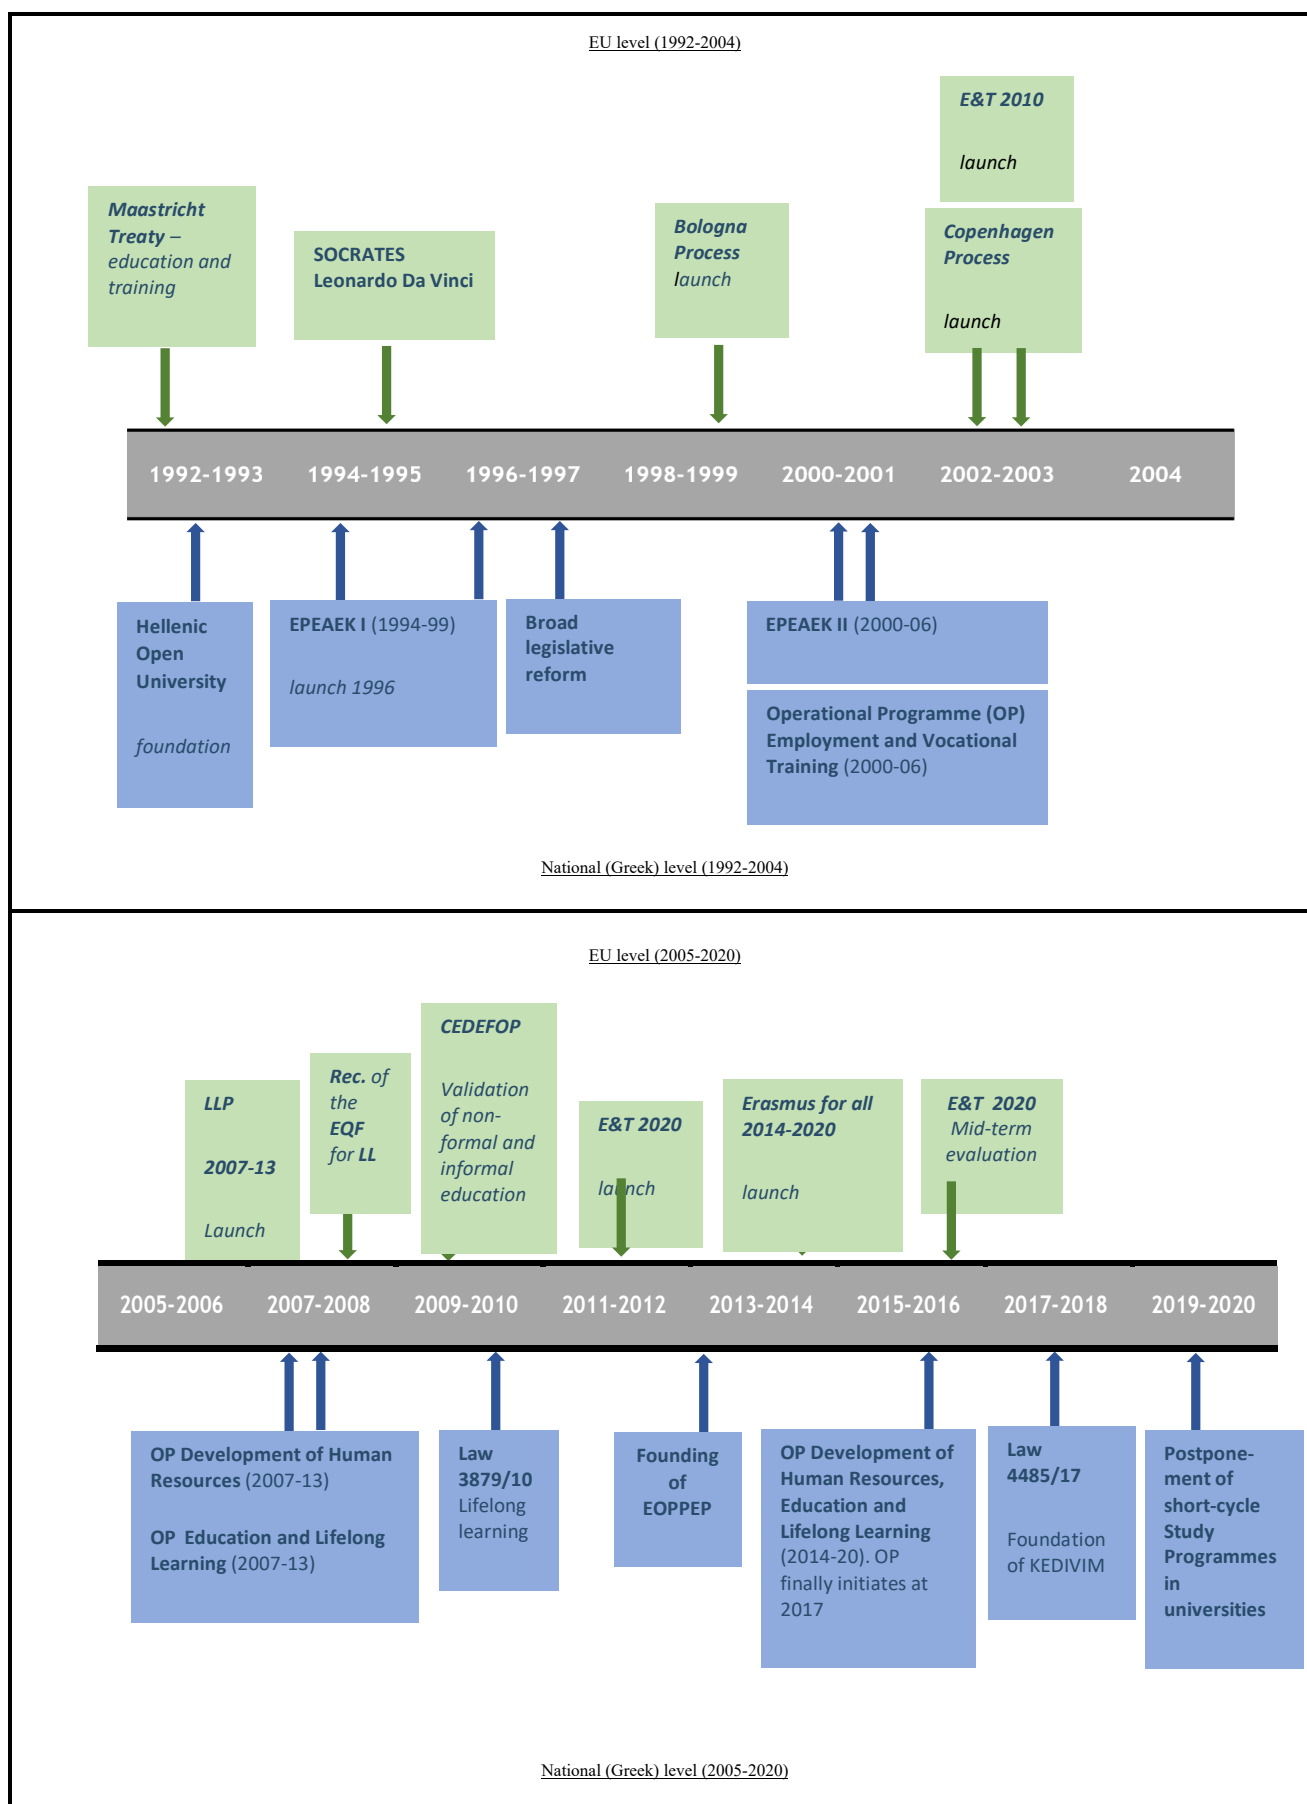 EU level (1992-2004)
E&T 2010
launch
Maastricht
Treaty –
education and
training
SOCRATES
Leonardo Da Vinci
Bologna
Process
launch
Copenhagen
Process
launch
1992-1993 1994-1995 1996-1997 1998-1999 2000-2001 2002-2003 2004
Hellenic
Open
University
foundation
EPEAEK I (1994-99)
launch 1996
Broad
legislative
reform
EPEAEK II (2000-06)
Operational Programme (OP)
Employment and Vocational
Training (2000-06)
National (Greek) level (1992-2004)
EU level (2005-2020)
LLP
2007-13
Launch
Rec. of
the
EQF
for LL
CEDEFOP
Validation
of non-
formal and
informal
education
E&T 2020
launch
Erasmus for all
2014-2020
launch
E&T 2020
Mid-term
evaluation
2005-2006 2007-2008 2009-2010 2011-2012 2013-2014 2015-2016 2017-2018 2019-2020
OP Development of Human
Resources (2007-13)
OP Education and Lifelong
Learning (2007-13)
Law
3879/10
Lifelong
learning
Founding
of
EOPPEP
OP Development of
Human Resources,
Education and
Lifelong Learning
(2014-20). OP
finally initiates at
2017
Law
4485/17
Foundation
of KEDIVIM
Postpone-
ment of
short-cycle
Study
Programmes
in
universities
National (Greek) level (2005-2020)